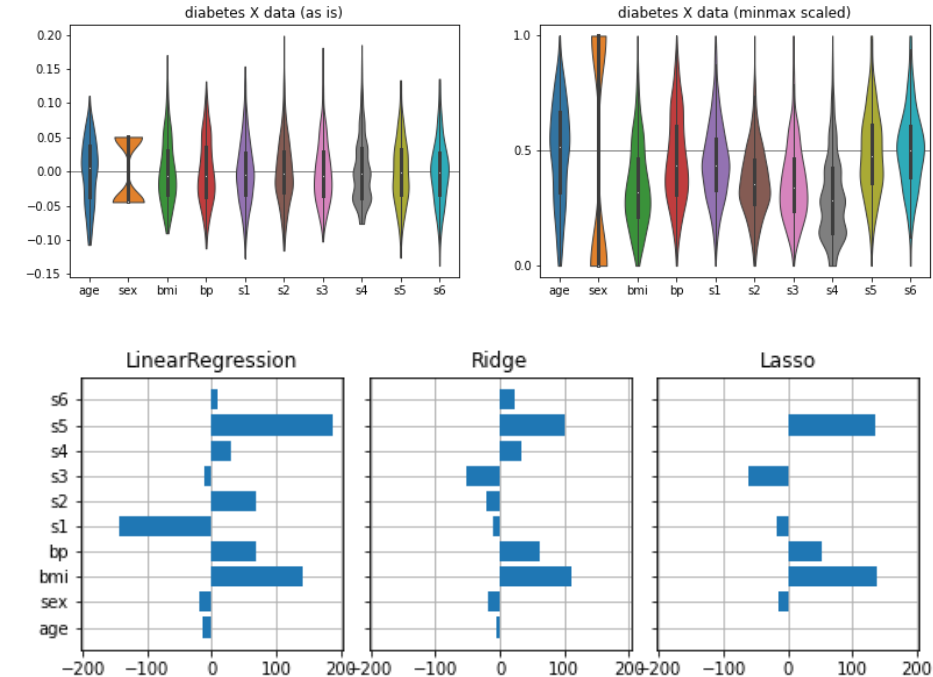 diabetes X data (as is)
0.20
0.15
0.10
0.05
0.00
−0.05
−0.10
−0.15
age sex bmi bp s1 s2 s3 s4 s5 s6
diabetes X data (minmax scaled)
1.0
0.5
0.0
age sex bmi bp s1 s2 s3 s4 s5 s6
LinearRegression
s6
s5
s4
s3
s2
s1
bp
bmi
sex
age
−200 −100 0 100 200
Ridge
−200 −100 0 100 200
Lasso
−200 −100 0 100 200